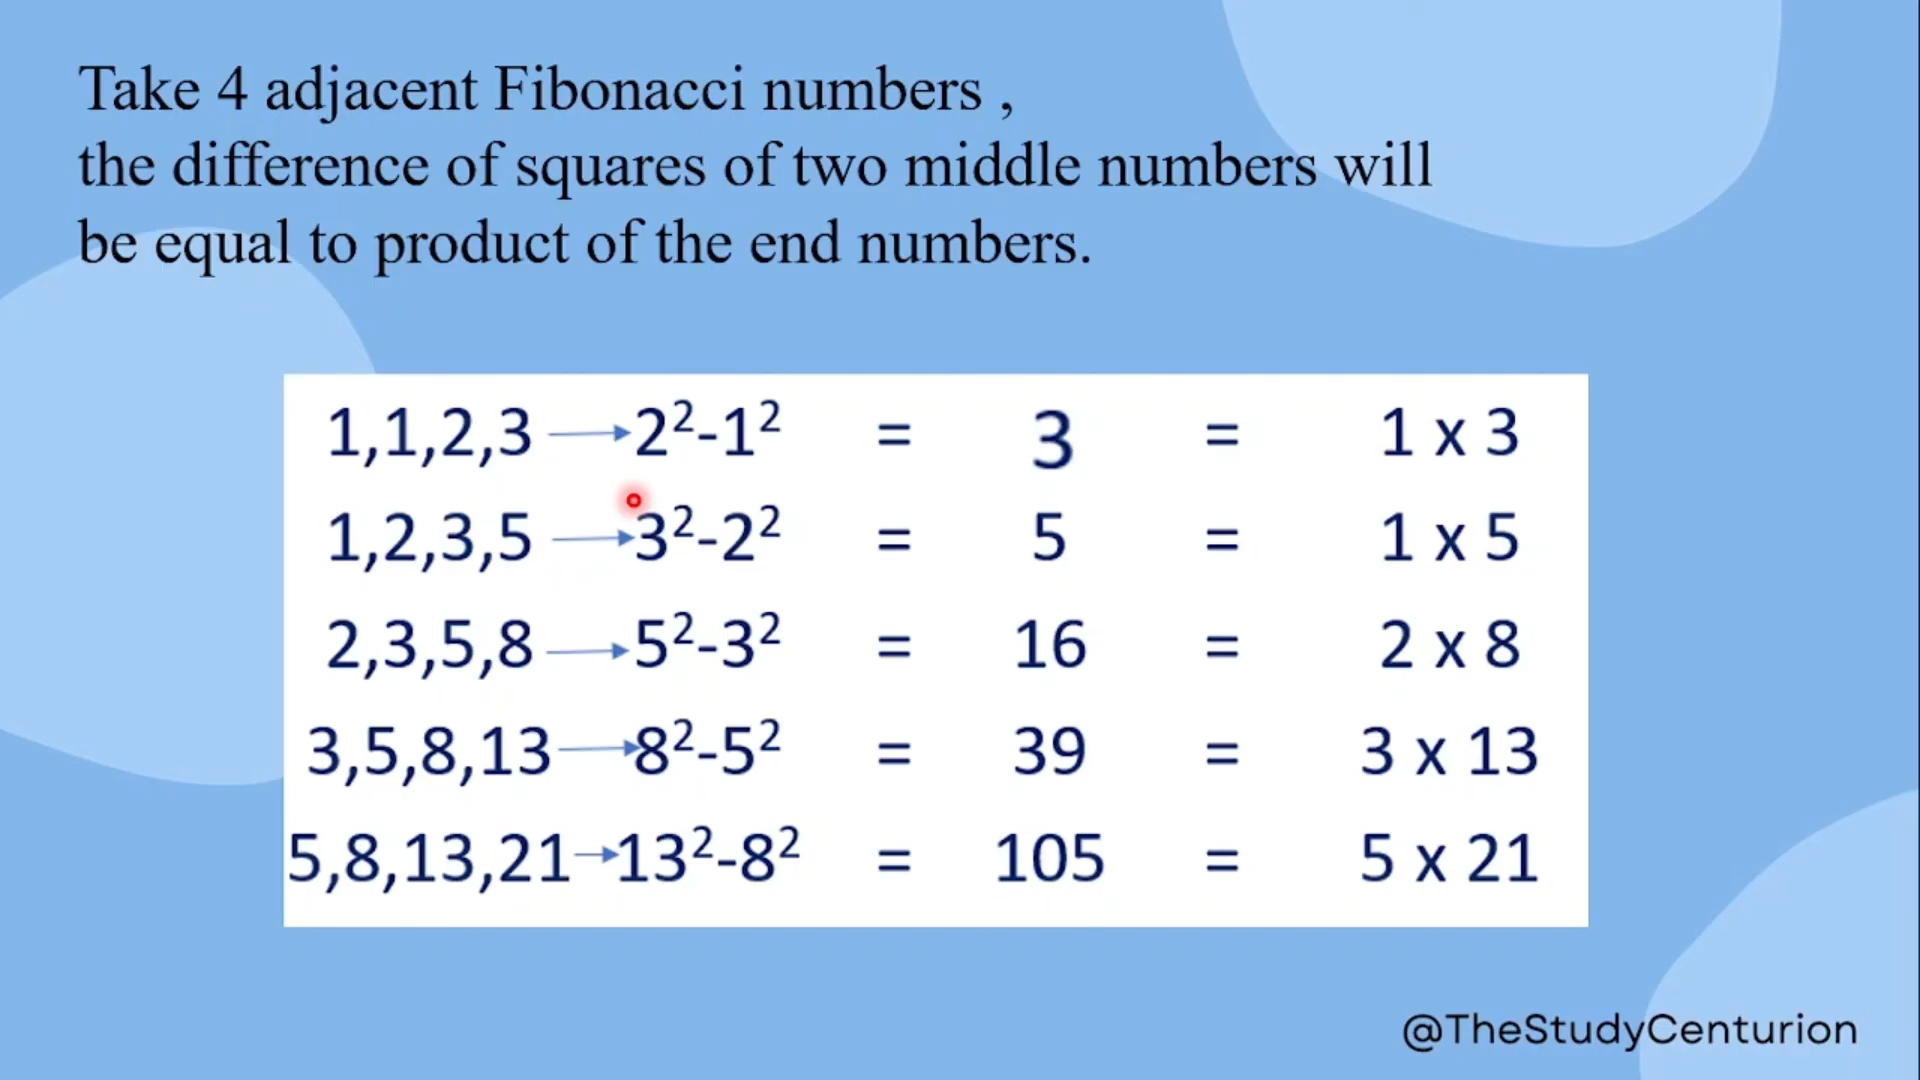 Take 4 adjacent Fibonacci numbers ,
the difference of squares of two middle numbers will
be equal to product of the end numbers.
1,1,2,3 → 2²-1² = 3 = 1 x 3
1,2,3,5 → 3²-2² = 5 = 1 x 5
2,3,5,8 → 5²-3² = 16 = 2 x 8
3,5,8,13 → 8²-5² = 39 = 3 x 13
5,8,13,21 → 13²-8² = 105 = 5 x 21
@TheStudyCenturion